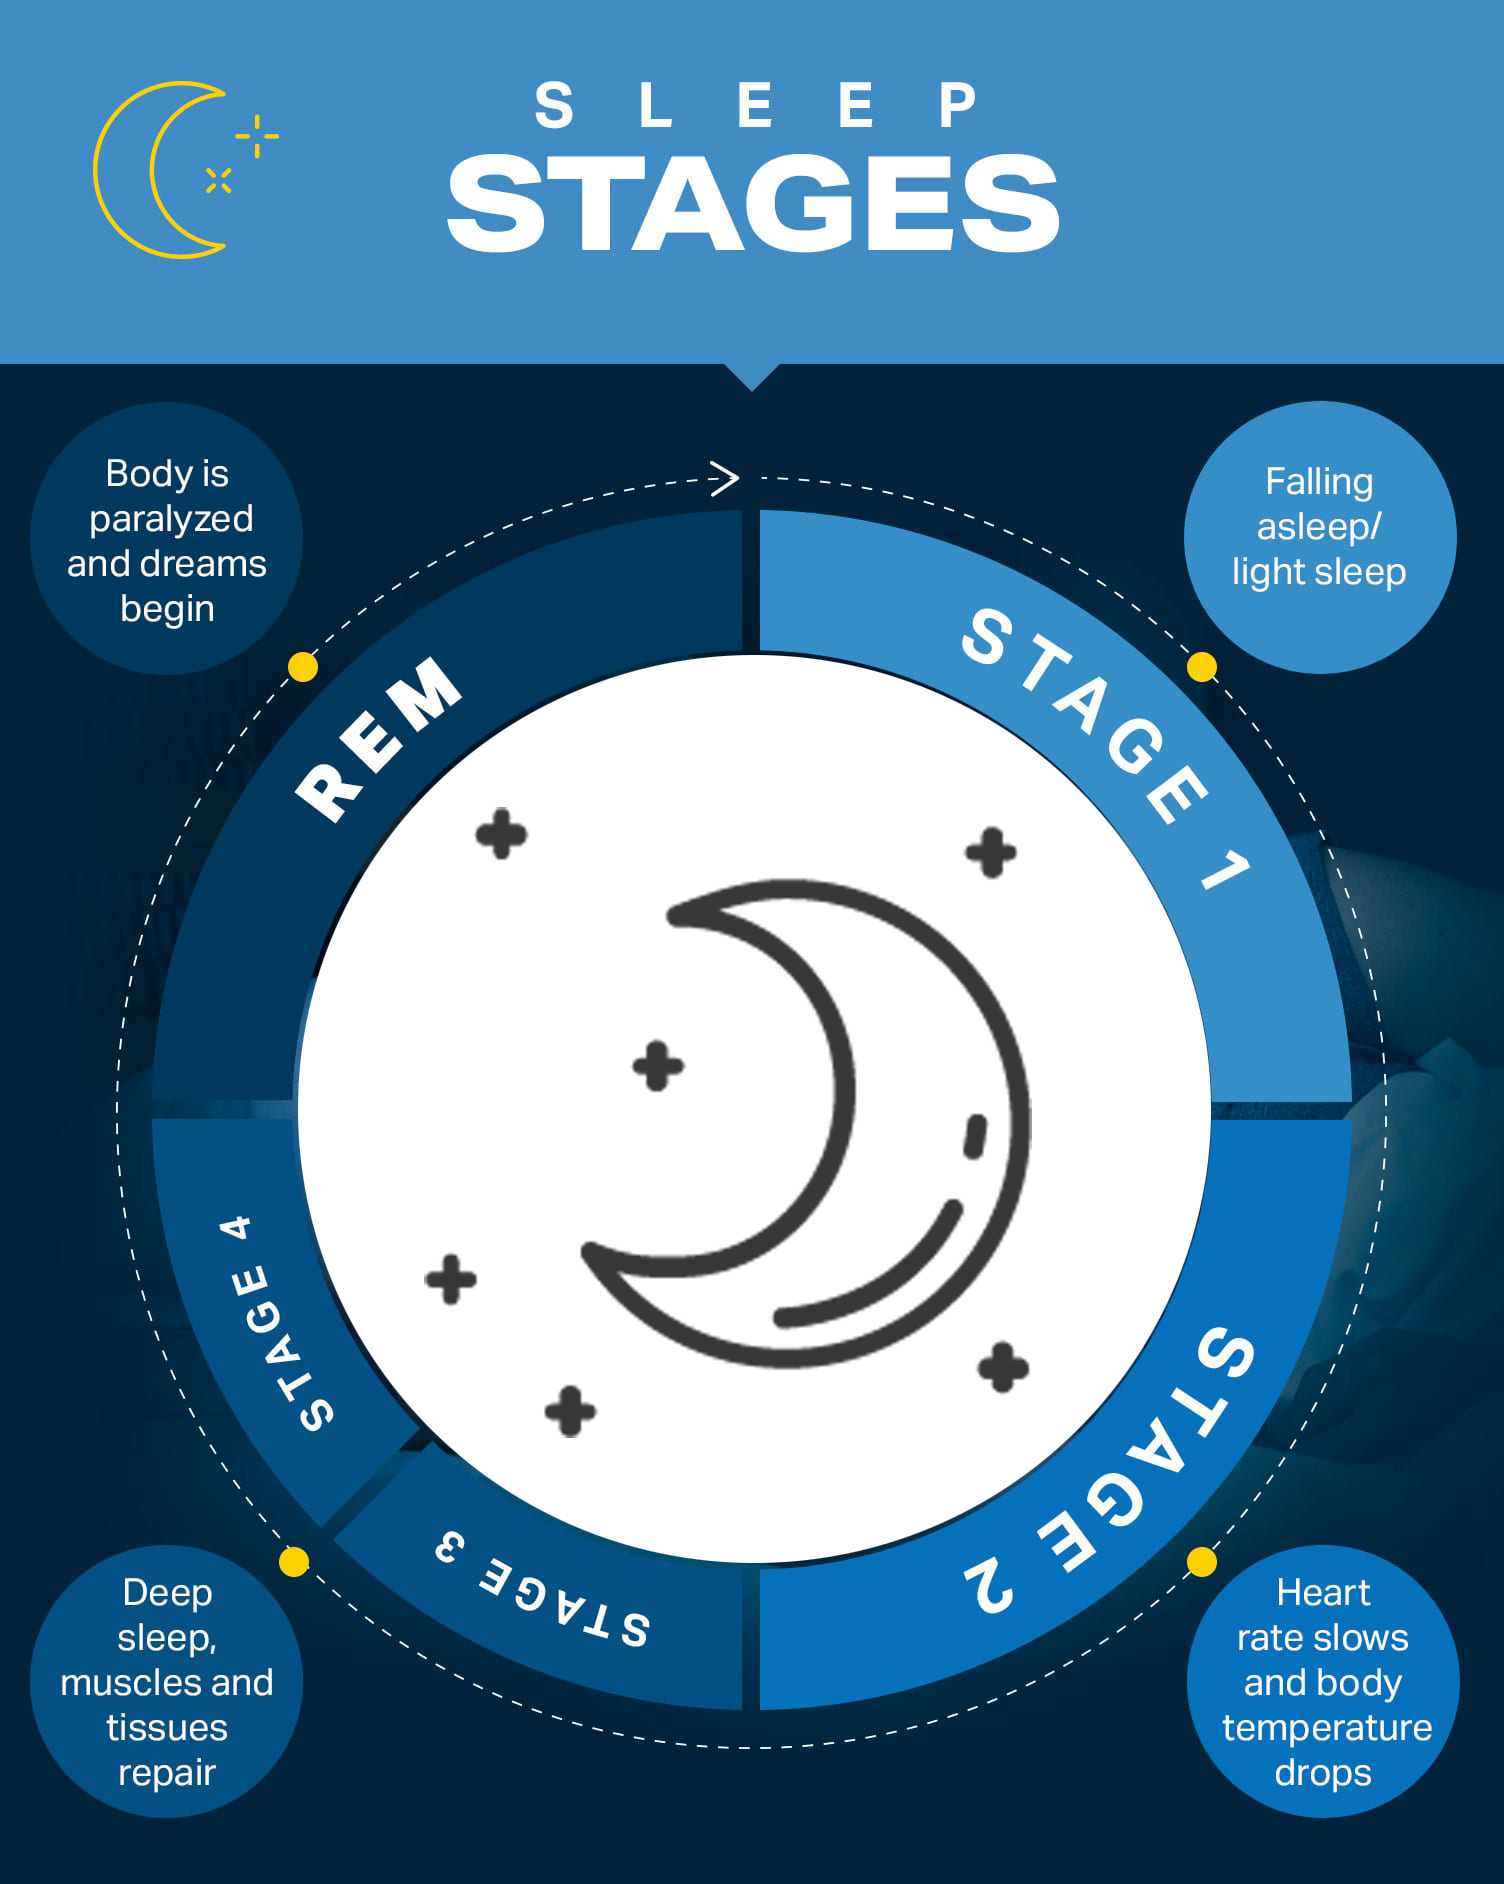 SLEEP
STAGES
Body is
paralyzed
and dreams
begin
Falling
asleep/
light sleep
REM
STAGE 1
STAGE 4
STAGE 3
STAGE 2
Deep
sleep,
muscles and
tissues
repair
Heart
rate slows
and body
temperature
drops